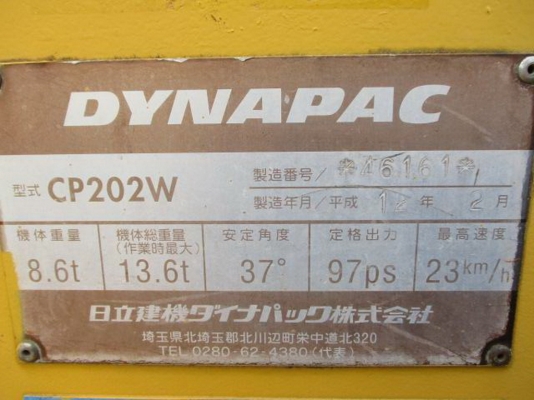 DYNAPAC
型式 CP202W
製造番号/ *46161*
製造年月/平成 12年 2月
機体重量 機体総重量(作業時最大) 安定角度 定格出力 最高速度
8.6t 13.6t 37° 97ps 23km/h
日立建機ダイナパック株式会社
埼玉県北埼玉郡北川辺町栄中道北320
TEL 0280-62-4380(代表)